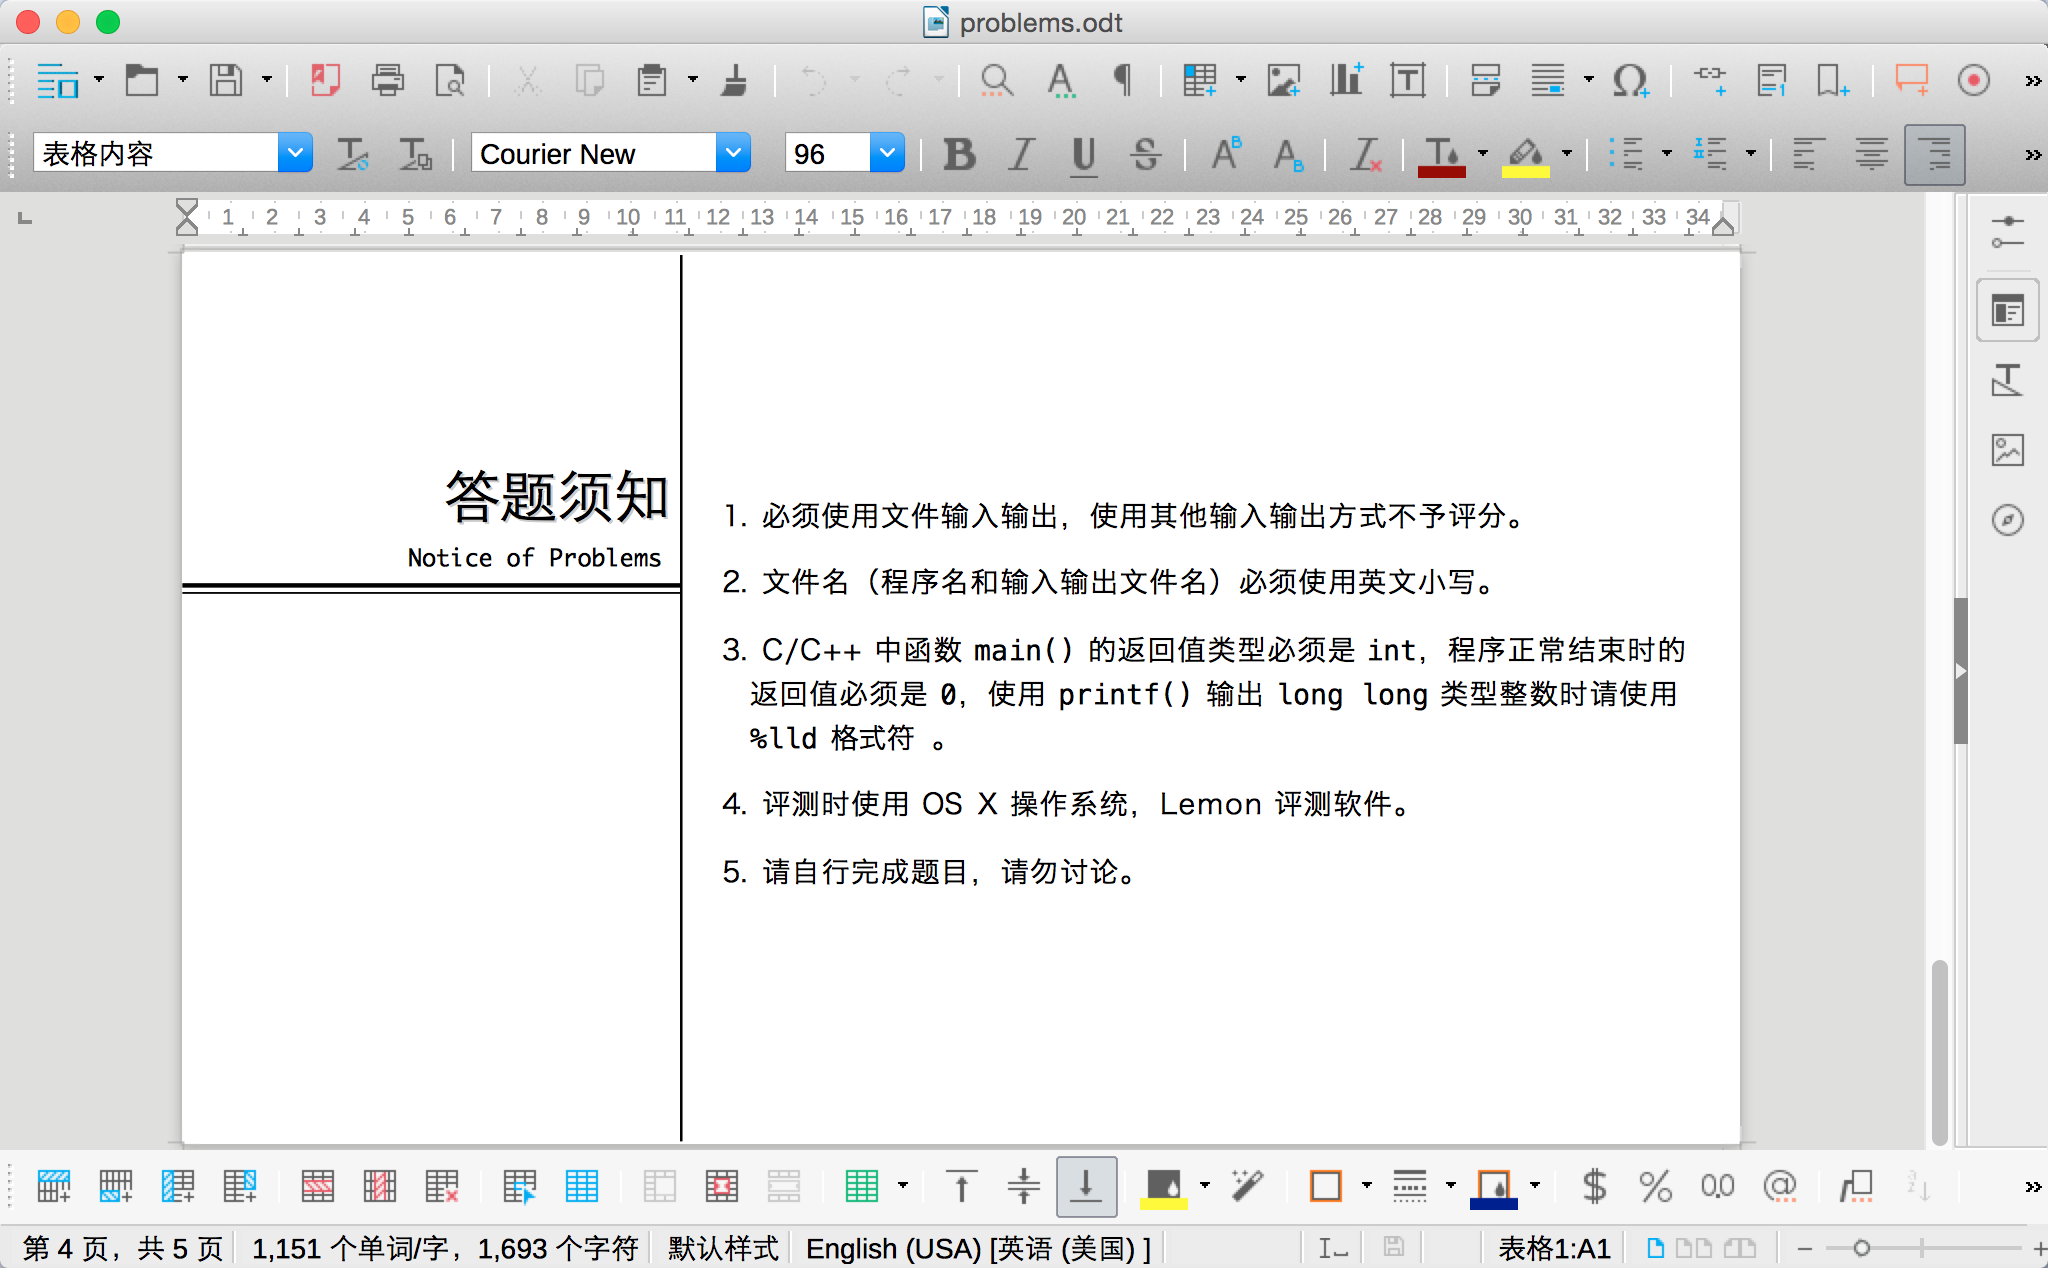 problems.odt
表格内容
Courier New
96
1 2 3 4 5 6 7 8 9 10 11 12 13 14 15 16 17 18 19 20 21 22 23 24 25 26 27 28 29 30 31 32 33 34
答题须知
Notice of Problems
1. 必须使用文件输入输出，使用其他输入输出方式不予评分。
2. 文件名（程序名和输入输出文件名）必须使用英文小写。
3. C/C++ 中函数 main() 的返回值类型必须是 int，程序正常结束时的
返回值必须是 0，使用 printf() 输出 long long 类型整数时请使用
%lld 格式符 。
4. 评测时使用 OS X 操作系统，Lemon 评测软件。
5. 请自行完成题目，请勿讨论。
第 4 页，共 5 页
1,151 个单词/字，1,693 个字符
默认样式
English (USA) [英语 (美国) ]
表格1:A1